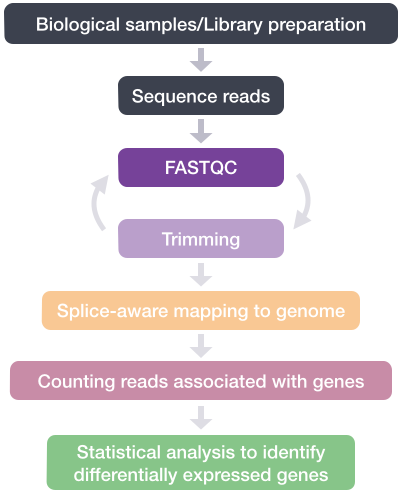 Biological samples/Library preparation
Sequence reads
FASTQC
Trimming
Splice-aware mapping to genome
Counting reads associated with genes
Statistical analysis to identify
differentially expressed genes